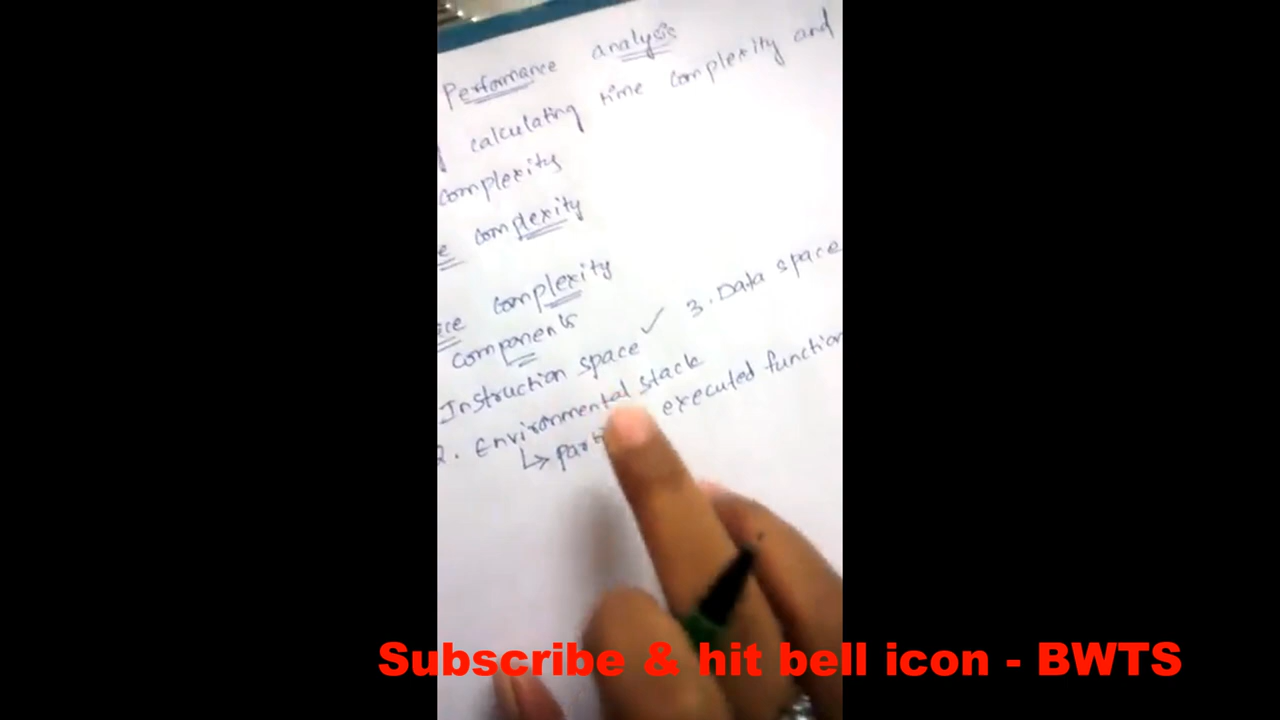 Performance analysis
calculating time complexity and
complexity
complexity
complexity
components
Instruction space ✓ 3. Data space
2. Environmental stack
↳ executed function
Subscribe & hit bell icon - BWTS